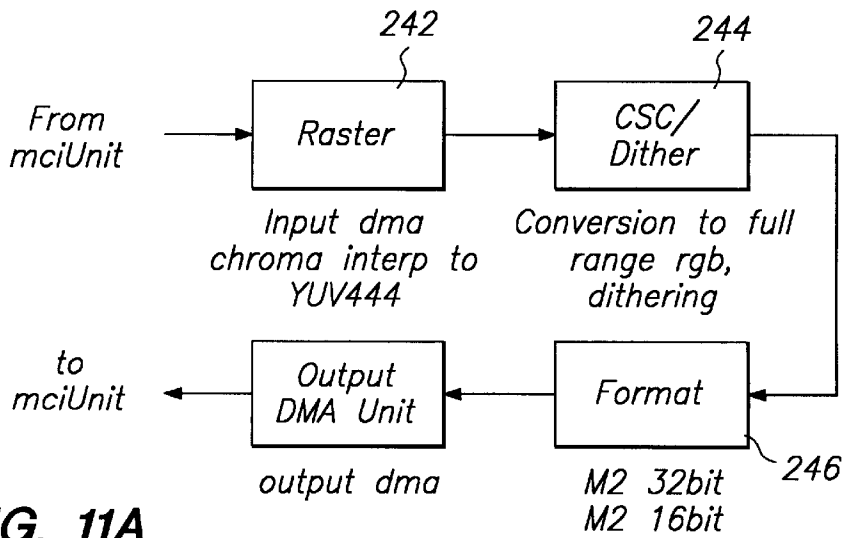 242
244
From
mciUnit
Raster
CSC/
Dither
Input dma
chroma interp to
YUV444
Conversion to full
range rgb,
dithering
to
mciUnit
Output
DMA Unit
Format
246
output dma
M2 32bit
M2 16bit
G. 11A